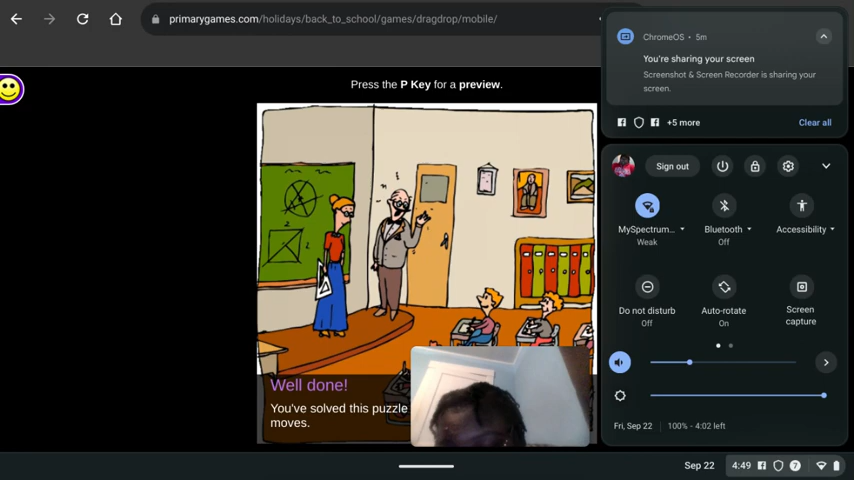 primarygames.com/holidays/back_to_school/games/dragdrop/mobile/
Press the P Key for a preview.
Well done!
You've solved this puzzle
moves.
ChromeOS • 5m
You're sharing your screen
Screenshot & Screen Recorder is sharing your
screen.
+5 more
Clear all
Sign out
MySpectrum...
Weak
Bluetooth
Off
Accessibility
Do not disturb
Off
Auto-rotate
On
Screen
capture
Fri, Sep 22
100% - 4:02 left
Sep 22
4:49
7